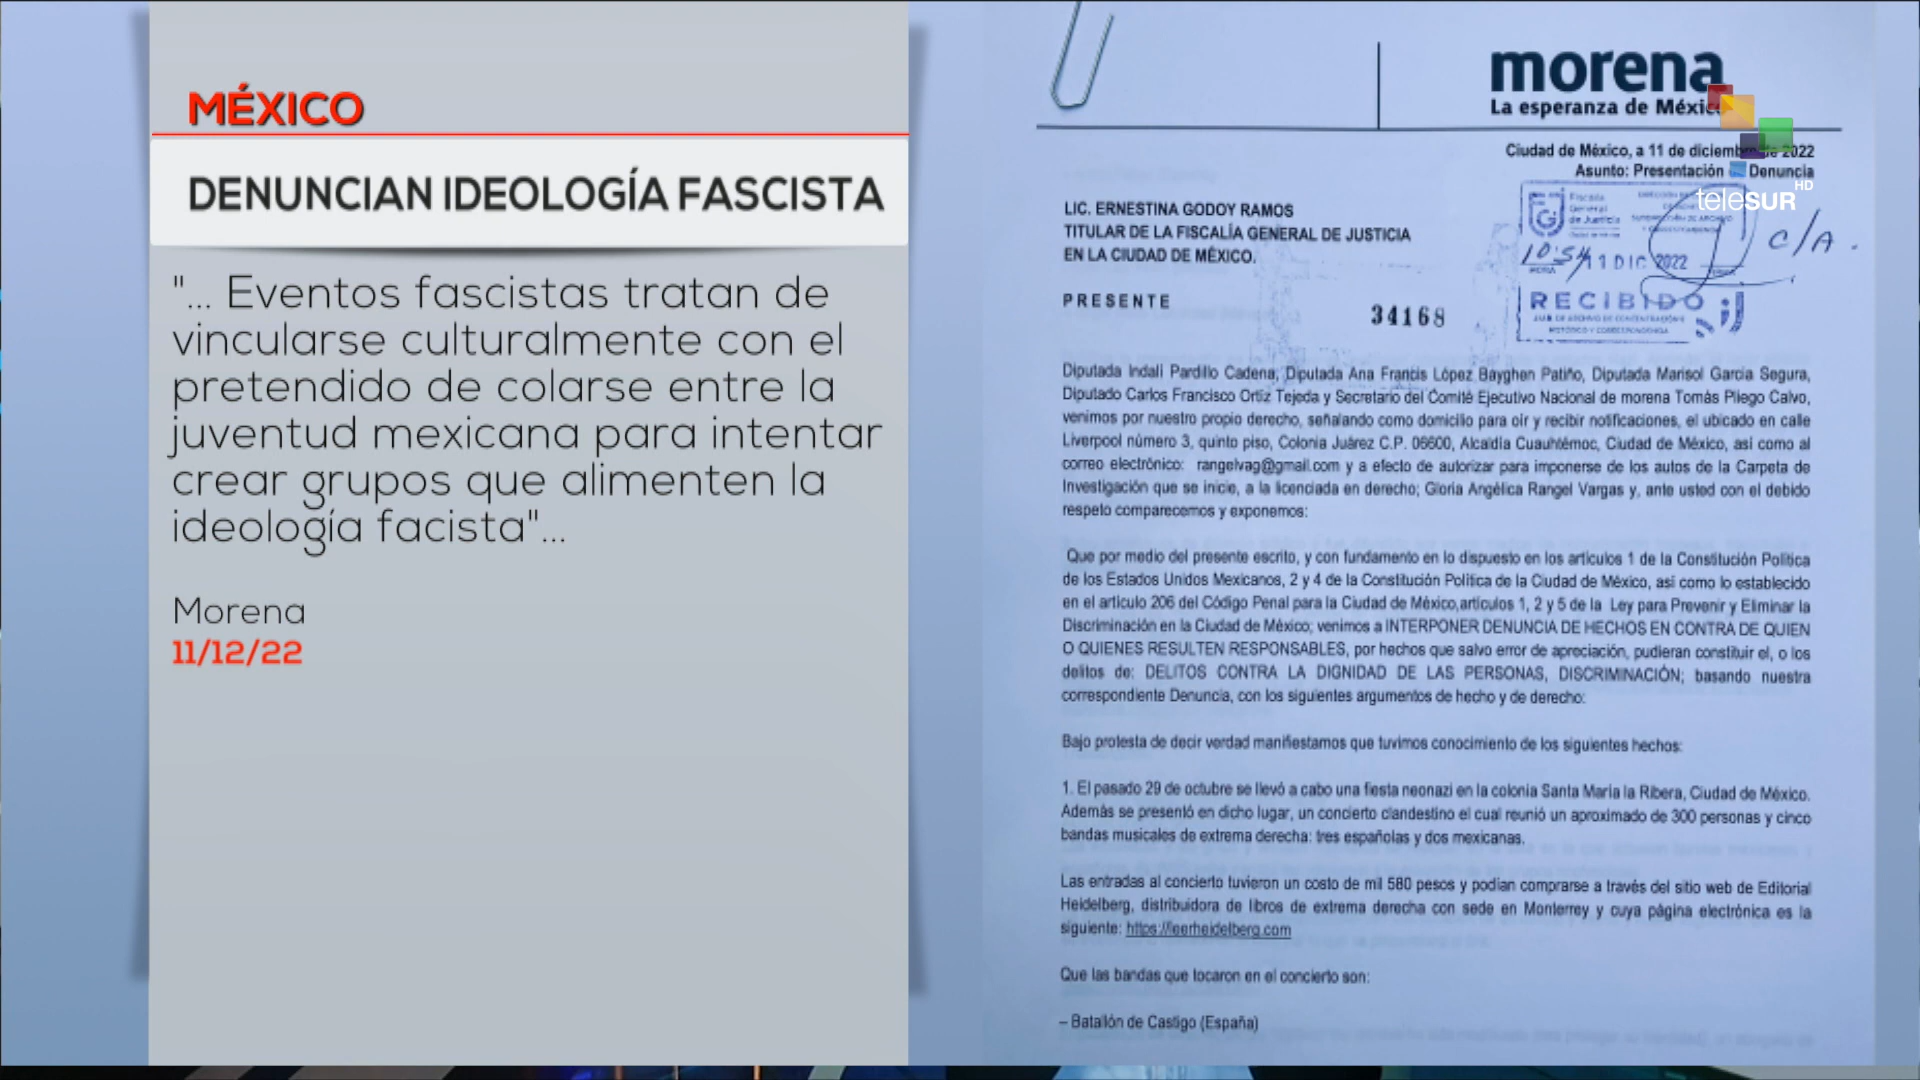 MÉXICO
DENUNCIAN IDEOLOGÍA FASCISTA
"... Eventos fascistas tratan de
vincularse culturalmente con el
pretendido de colarse entre la
juventud mexicana para intentar
crear grupos que alimenten la
ideología facista"...
Morena
11/12/22
morena
La esperanza de Méxic
teleSUR HD
Ciudad de México, a 11 de diciembre de 2022
Asunto: Presentación Denuncia
LIC. ERNESTINA GODOY RAMOS
TITULAR DE LA FISCALÍA GENERAL DE JUSTICIA
EN LA CIUDAD DE MÉXICO.
PRESENTE
34168
Fiscalía
General
de Justicia
10:54
11 DIC 2022
C/A.
RECIBIDO
Diputada Indalí Pardillo Cadena, Diputada Ana Francis López Bayghen Patiño, Diputada Marisol García Segura,
Diputado Carlos Francisco Ortiz Tejeda y Secretario del Comité Ejecutivo Nacional de morena Tomás Pliego Calvo,
venimos por nuestro propio derecho, señalando como domicilio para oír y recibir notificaciones, el ubicado en calle
Liverpool número 3, quinto piso, Colonia Juárez C.P. 06600, Alcaldía Cuauhtémoc, Ciudad de México, así como al
correo electrónico: rangelvag@gmail.com y a efecto de autorizar para imponerse de los autos de la Carpeta de
Investigación que se inicie, a la licenciada en derecho; Gloria Angélica Rangel Vargas y, ante usted con el debido
respeto comparecemos y exponemos:
Que por medio del presente escrito, y con fundamento en lo dispuesto en los artículos 1 de la Constitución Política
de los Estados Unidos Mexicanos, 2 y 4 de la Constitución Política de la Ciudad de México, así como lo establecido
en el artículo 206 del Código Penal para la Ciudad de México,artículos 1, 2 y 5 de la Ley para Prevenir y Eliminar la
Discriminación en la Ciudad de México; venimos a INTERPONER DENUNCIA DE HECHOS EN CONTRA DE QUIEN
O QUIENES RESULTEN RESPONSABLES, por hechos que salvo error de apreciación, pudieran constituir el, o los
delitos de: DELITOS CONTRA LA DIGNIDAD DE LAS PERSONAS, DISCRIMINACIÓN; basando nuestra
correspondiente Denuncia, con los siguientes argumentos de hecho y de derecho:
Bajo protesta de decir verdad manifestamos que tuvimos conocimiento de los siguientes hechos:
1. El pasado 29 de octubre se llevó a cabo una fiesta neonazi en la colonia Santa María la Ribera, Ciudad de México.
Además se presentó en dicho lugar, un concierto clandestino el cual reunió un aproximado de 300 personas y cinco
bandas musicales de extrema derecha: tres españolas y dos mexicanas.
Las entradas al concierto tuvieron un costo de mil 580 pesos y podían comprarse a través del sitio web de Editorial
Heidelberg, distribuidora de libros de extrema derecha con sede en Monterrey y cuya página electrónica es la
siguiente: https://leerheidelberg.com
Que las bandas que tocaron en el concierto son:
– Batallón de Castigo (España)